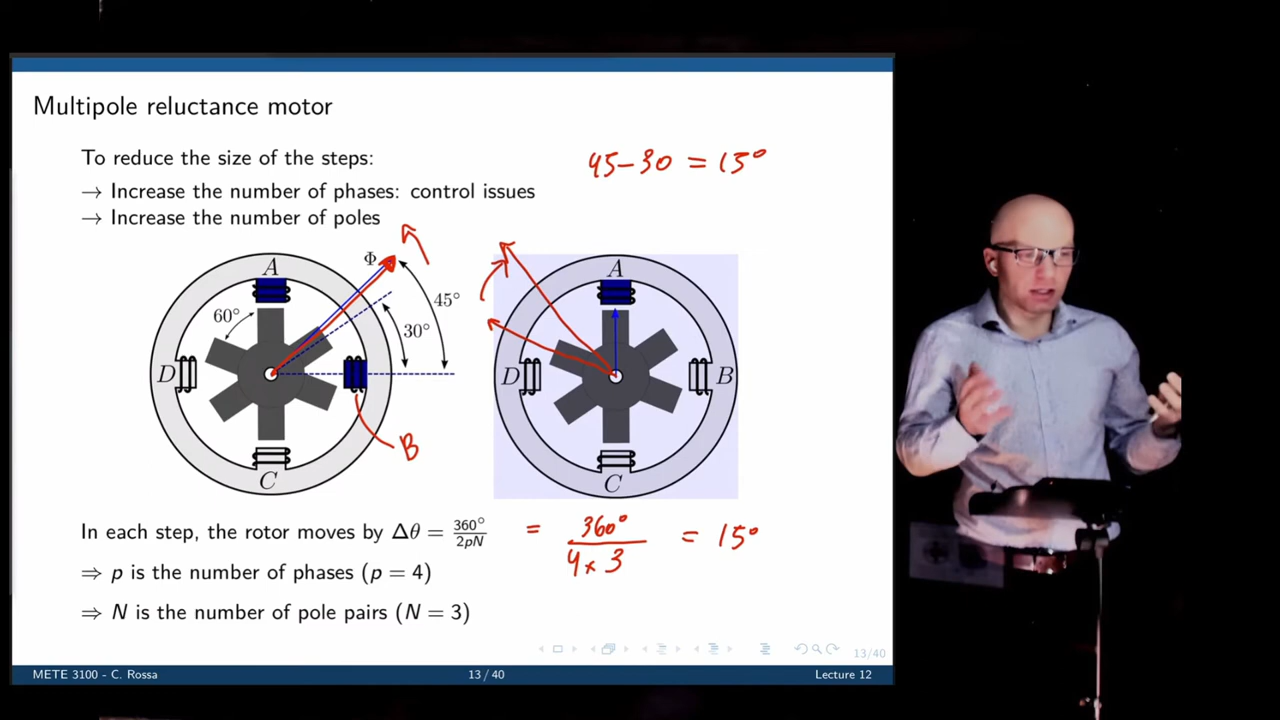 Multipole reluctance motor
To reduce the size of the steps:
45-30 = 15°
→ Increase the number of phases: control issues
→ Increase the number of poles
A
Φ
60°
45°
30°
D
B
C
A
D
B
C
In each step, the rotor moves by Δθ = 360°/2pN = 360°/4×3 = 15°
⇒ p is the number of phases (p = 4)
⇒ N is the number of pole pairs (N = 3)
13/40
METE 3100 - C. Rossa 13 / 40 Lecture 12